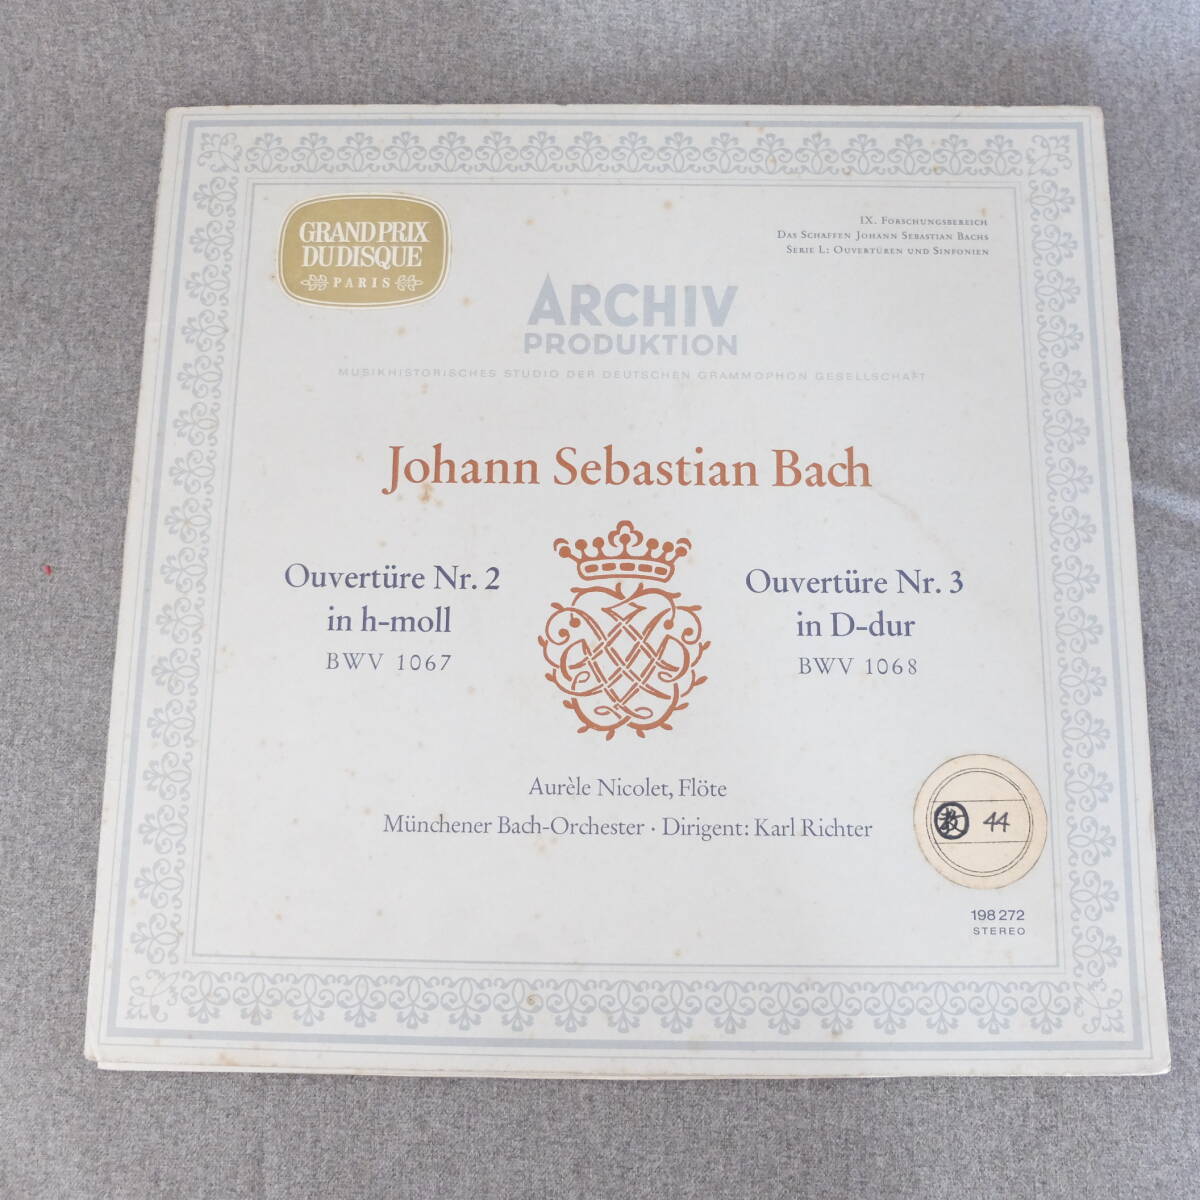 GRAND PRIX
DU DISQUE
PARIS
IX. FORSCHUNGSBEREICH
DAS SCHAFFEN JOHANN SEBASTIAN BACHS
SERIE L: OUVERTÜREN UND SINFONIEN
ARCHIV
PRODUKTION
MUSIKHISTORISCHES STUDIO DER DEUTSCHEN GRAMMOPHON GESELLSCHAFT
Johann Sebastian Bach
Ouvertüre Nr. 2
in h-moll
BWV 1067
Ouvertüre Nr. 3
in D-dur
BWV 1068
Aurèle Nicolet, Flöte
Münchener Bach-Orchester · Dirigent: Karl Richter
教 44
198 272
STEREO